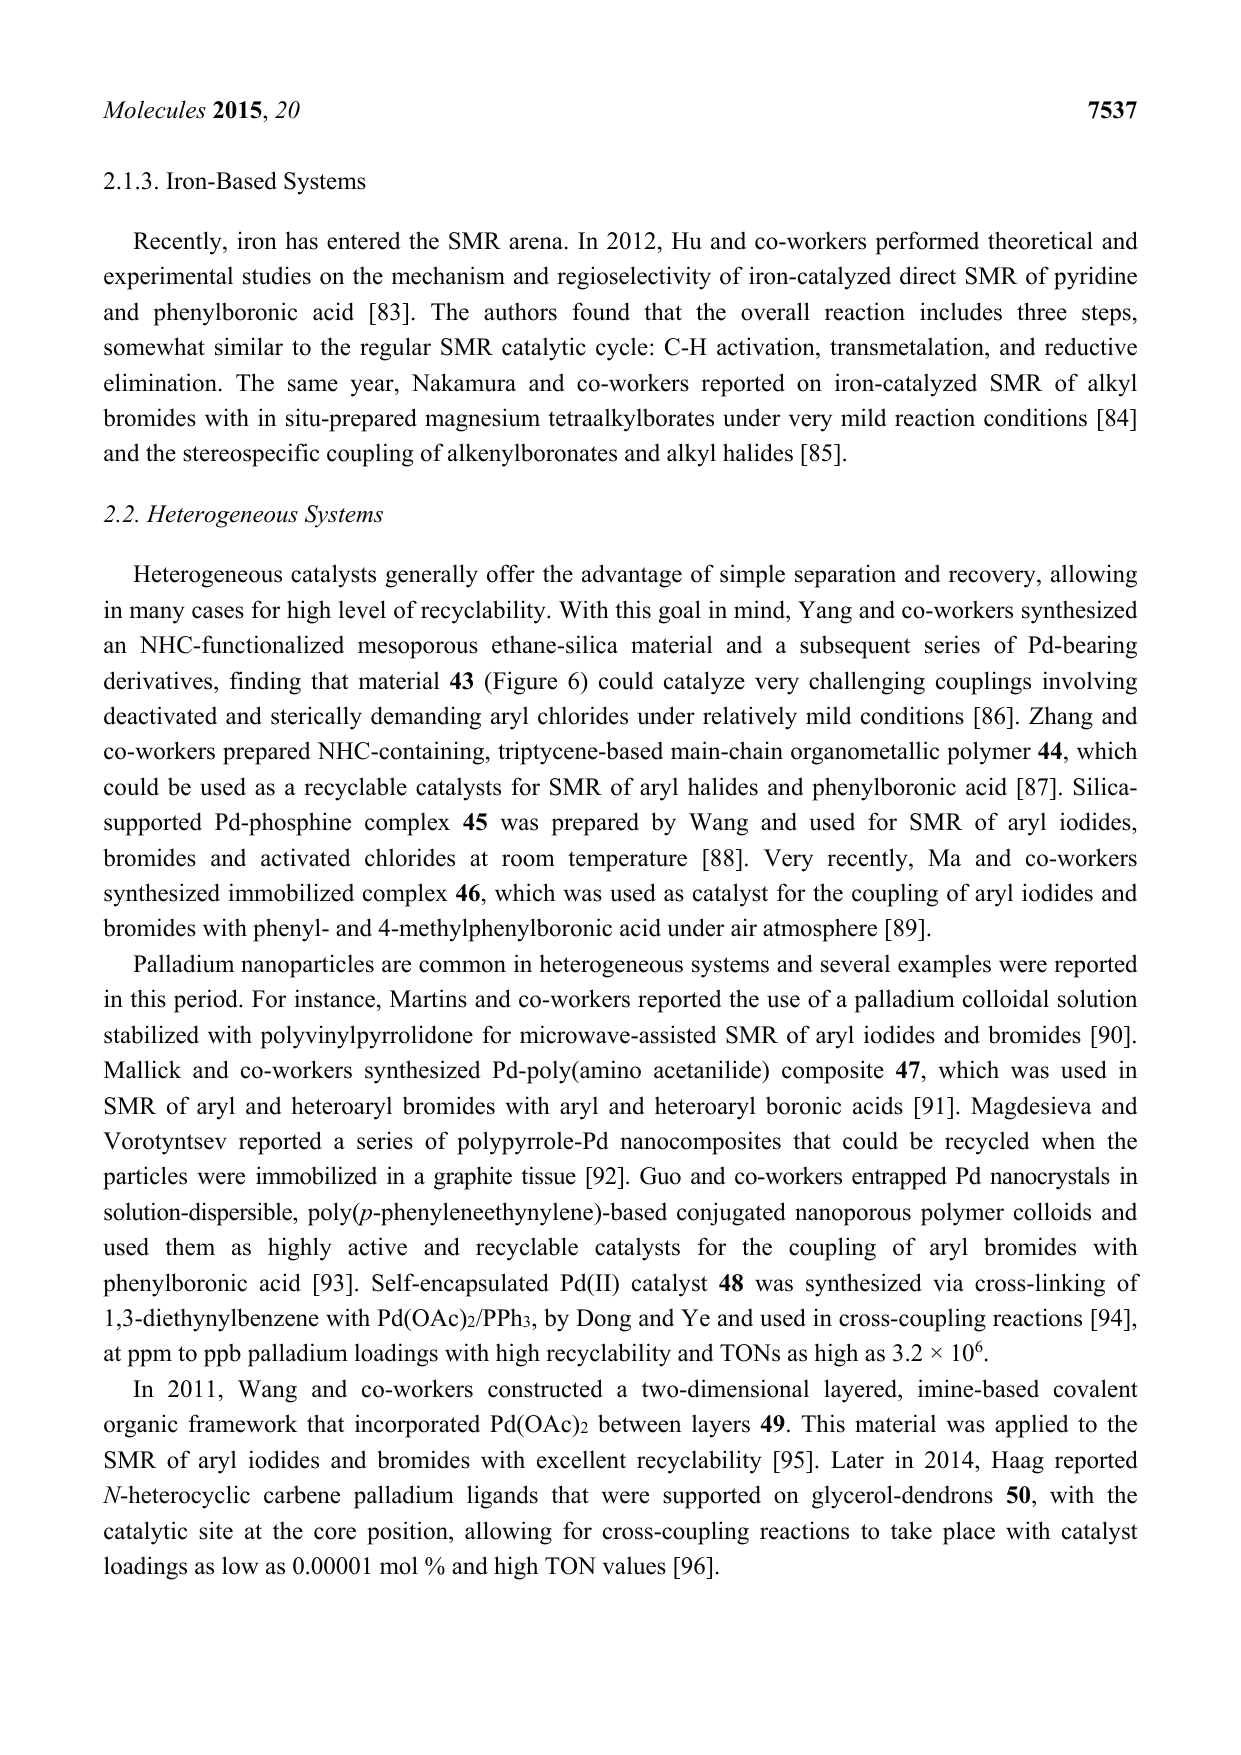 Molecules 2015, 20 7537
2.1.3. Iron-Based Systems
Recently, iron has entered the SMR arena. In 2012, Hu and co-workers performed theoretical and
experimental studies on the mechanism and regioselectivity of iron-catalyzed direct SMR of pyridine
and phenylboronic acid [83]. The authors found that the overall reaction includes three steps,
somewhat similar to the regular SMR catalytic cycle: C-H activation, transmetalation, and reductive
elimination. The same year, Nakamura and co-workers reported on iron-catalyzed SMR of alkyl
bromides with in situ-prepared magnesium tetraalkylborates under very mild reaction conditions [84]
and the stereospecific coupling of alkenylboronates and alkyl halides [85].
2.2. Heterogeneous Systems
Heterogeneous catalysts generally offer the advantage of simple separation and recovery, allowing
in many cases for high level of recyclability. With this goal in mind, Yang and co-workers synthesized
an NHC-functionalized mesoporous ethane-silica material and a subsequent series of Pd-bearing
derivatives, finding that material 43 (Figure 6) could catalyze very challenging couplings involving
deactivated and sterically demanding aryl chlorides under relatively mild conditions [86]. Zhang and
co-workers prepared NHC-containing, triptycene-based main-chain organometallic polymer 44, which
could be used as a recyclable catalysts for SMR of aryl halides and phenylboronic acid [87]. Silica-
supported Pd-phosphine complex 45 was prepared by Wang and used for SMR of aryl iodides,
bromides and activated chlorides at room temperature [88]. Very recently, Ma and co-workers
synthesized immobilized complex 46, which was used as catalyst for the coupling of aryl iodides and
bromides with phenyl- and 4-methylphenylboronic acid under air atmosphere [89].
Palladium nanoparticles are common in heterogeneous systems and several examples were reported
in this period. For instance, Martins and co-workers reported the use of a palladium colloidal solution
stabilized with polyvinylpyrrolidone for microwave-assisted SMR of aryl iodides and bromides [90].
Mallick and co-workers synthesized Pd-poly(amino acetanilide) composite 47, which was used in
SMR of aryl and heteroaryl bromides with aryl and heteroaryl boronic acids [91]. Magdesieva and
Vorotyntsev reported a series of polypyrrole-Pd nanocomposites that could be recycled when the
particles were immobilized in a graphite tissue [92]. Guo and co-workers entrapped Pd nanocrystals in
solution-dispersible, poly(p-phenyleneethynylene)-based conjugated nanoporous polymer colloids and
used them as highly active and recyclable catalysts for the coupling of aryl bromides with
phenylboronic acid [93]. Self-encapsulated Pd(II) catalyst 48 was synthesized via cross-linking of
1,3-diethynylbenzene with Pd(OAc)₂/PPh₃, by Dong and Ye and used in cross-coupling reactions [94],
at ppm to ppb palladium loadings with high recyclability and TONs as high as 3.2 × 10⁶.
In 2011, Wang and co-workers constructed a two-dimensional layered, imine-based covalent
organic framework that incorporated Pd(OAc)₂ between layers 49. This material was applied to the
SMR of aryl iodides and bromides with excellent recyclability [95]. Later in 2014, Haag reported
N-heterocyclic carbene palladium ligands that were supported on glycerol-dendrons 50, with the
catalytic site at the core position, allowing for cross-coupling reactions to take place with catalyst
loadings as low as 0.00001 mol % and high TON values [96].